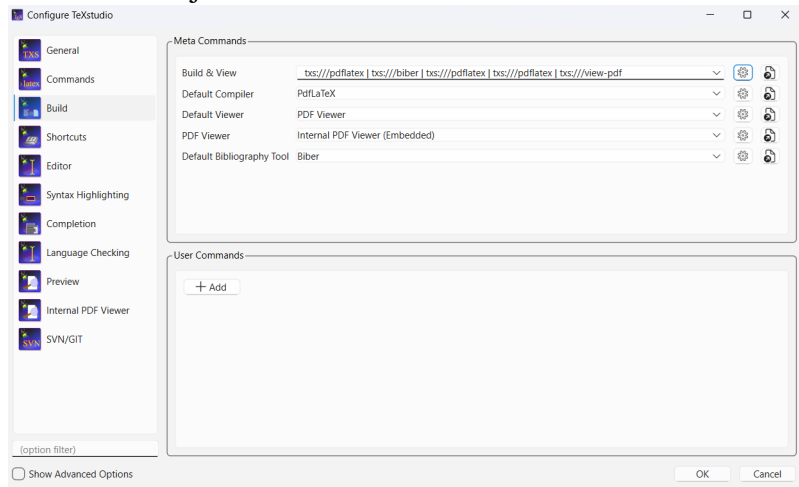 Configure TeXstudio
General
Commands
Build
Shortcuts
Editor
Syntax Highlighting
Completion
Language Checking
Preview
Internal PDF Viewer
SVN/GIT
(option filter)
Show Advanced Options
Meta Commands
Build & View txs:///pdflatex | txs:///biber | txs:///pdflatex | txs:///pdflatex | txs:///view-pdf
Default Compiler PdfLaTeX
Default Viewer PDF Viewer
PDF Viewer Internal PDF Viewer (Embedded)
Default Bibliography Tool Biber
User Commands
+ Add
OK Cancel